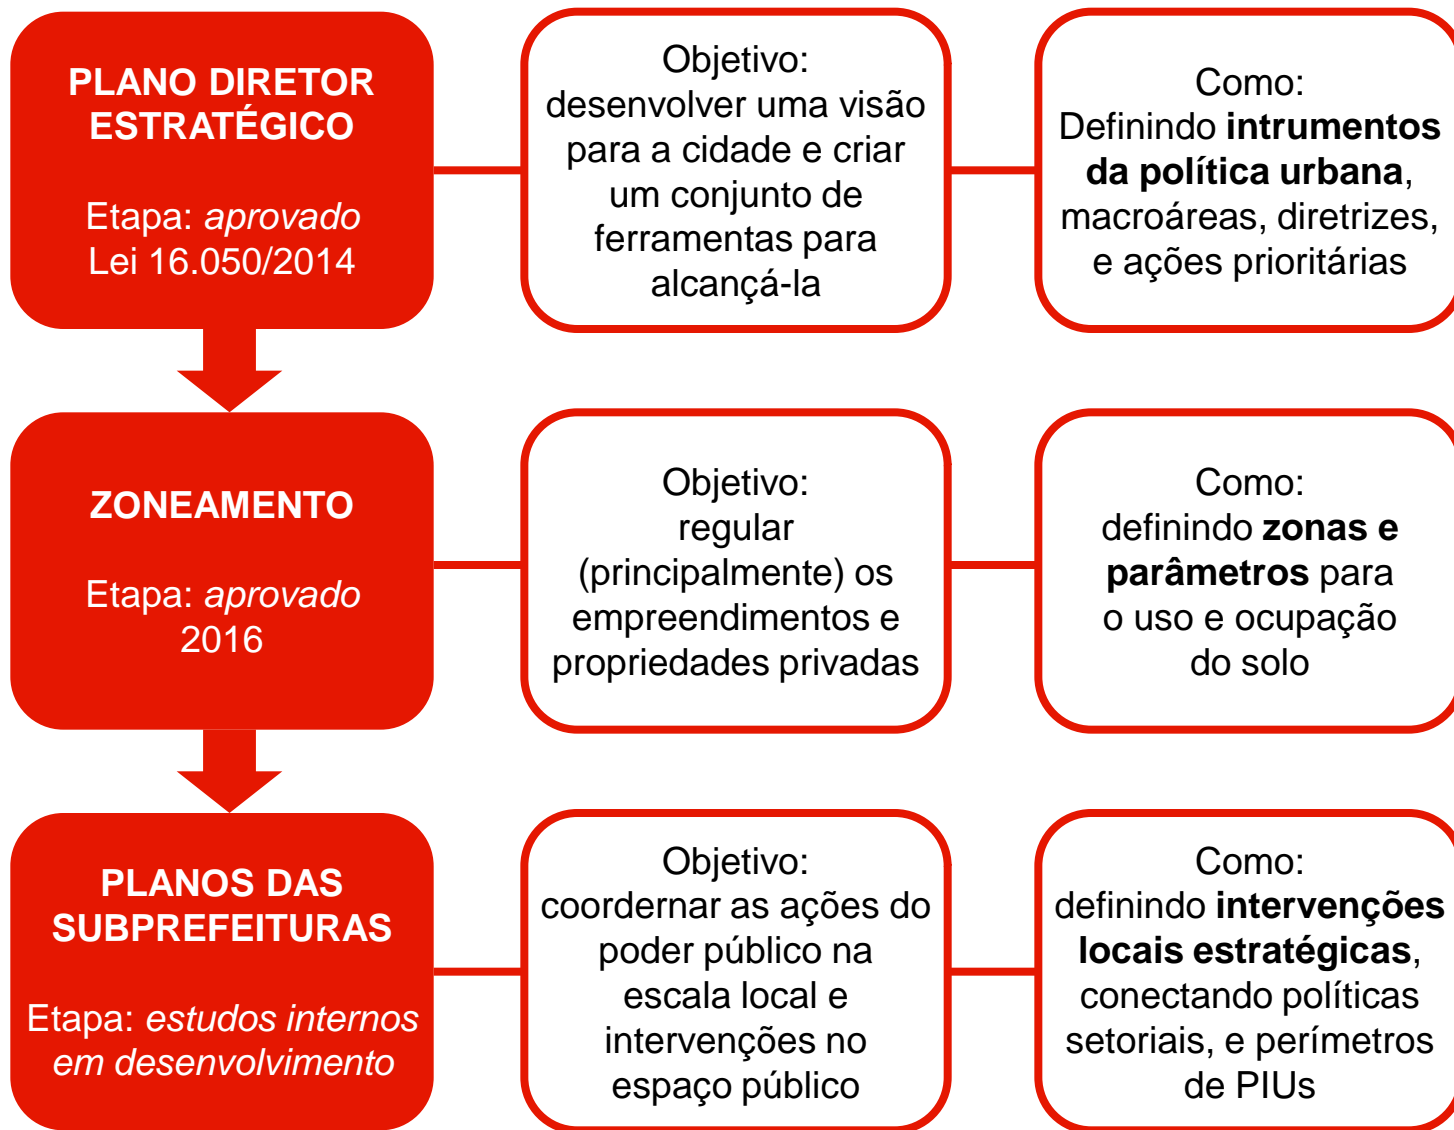 PLANO DIRETOR
ESTRATÉGICO
Etapa: aprovado
Lei 16.050/2014
Objetivo:
desenvolver uma visão
para a cidade e criar
um conjunto de
ferramentas para
alcançá-la
Como:
Definindo intrumentos
da política urbana,
macroáreas, diretrizes,
e ações prioritárias
ZONEAMENTO
Etapa: aprovado
2016
Objetivo:
regular
(principalmente) os
empreendimentos e
propriedades privadas
Como:
definindo zonas e
parâmetros para
o uso e ocupação
do solo
PLANOS DAS
SUBPREFEITURAS
Etapa: estudos internos
em desenvolvimento
Objetivo:
coordernar as ações do
poder público na
escala local e
intervenções no
espaço público
Como:
definindo intervenções
locais estratégicas,
conectando políticas
setoriais, e perímetros
de PIUs